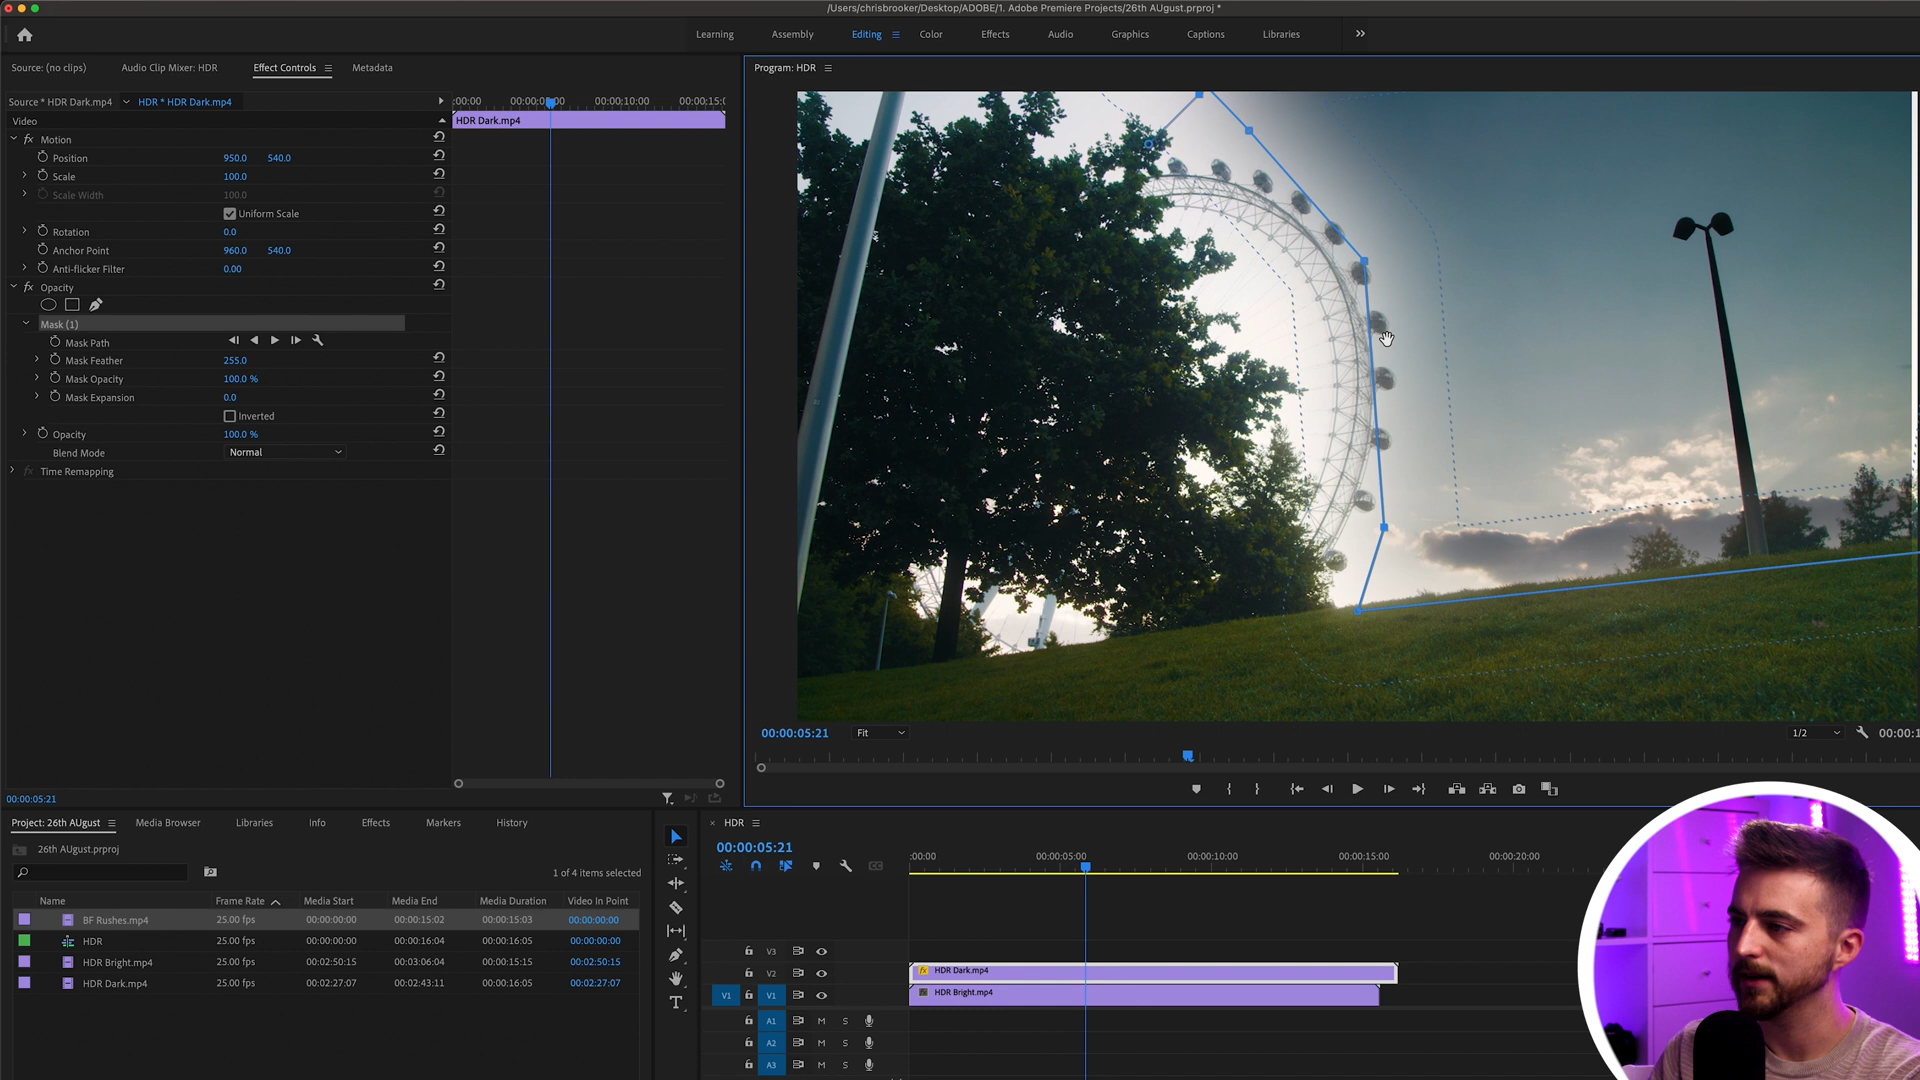 /Users/chrisbrooker/Desktop/ADOBE/1. Adobe Premiere Projects/26th AUgust.prproj *
Learning Assembly Editing Color Effects Audio Graphics Captions Libraries
Source: (no clips) Audio Clip Mixer: HDR Effect Controls Metadata
Program: HDR
Source * HDR Dark.mp4 HDR * HDR Dark.mp4
:00:00 00:00:05:00 00:00:10:00 00:00:15:0
Video
HDR Dark.mp4
fx Motion
Position 950.0 540.0
Scale 100.0
Scale Width 100.0
Uniform Scale
Rotation 0.0
Anchor Point 960.0 540.0
Anti-flicker Filter 0.00
fx Opacity
Mask (1)
Mask Path
Mask Feather 255.0
Mask Opacity 100.0 %
Mask Expansion 0.0
Inverted
Opacity 100.0 %
Blend Mode Normal
fx Time Remapping
00:00:05:21 Fit 1/2 00:00:1
00:00:05:21
Project: 26th AUgust Media Browser Libraries Info Effects Markers History
26th AUgust.prproj
1 of 4 items selected
Name Frame Rate Media Start Media End Media Duration Video In Point
BF Rushes.mp4 25.00 fps 00:00:00:00 00:00:15:02 00:00:15:03 00:00:00:00
HDR 25.00 fps 00:00:00:00 00:00:16:04 00:00:16:05 00:00:00:00
HDR Bright.mp4 25.00 fps 00:02:50:15 00:03:06:04 00:00:15:15 00:02:50:15
HDR Dark.mp4 25.00 fps 00:02:27:07 00:02:43:11 00:00:16:05 00:02:27:07
× HDR
00:00:05:21
:00:00 00:00:05:00 00:00:10:00 00:00:15:00 00:00:20:00
V3
V2 fx HDR Dark.mp4
V1 V1 HDR Bright.mp4
A1 M S
A2 M S
A3 M S